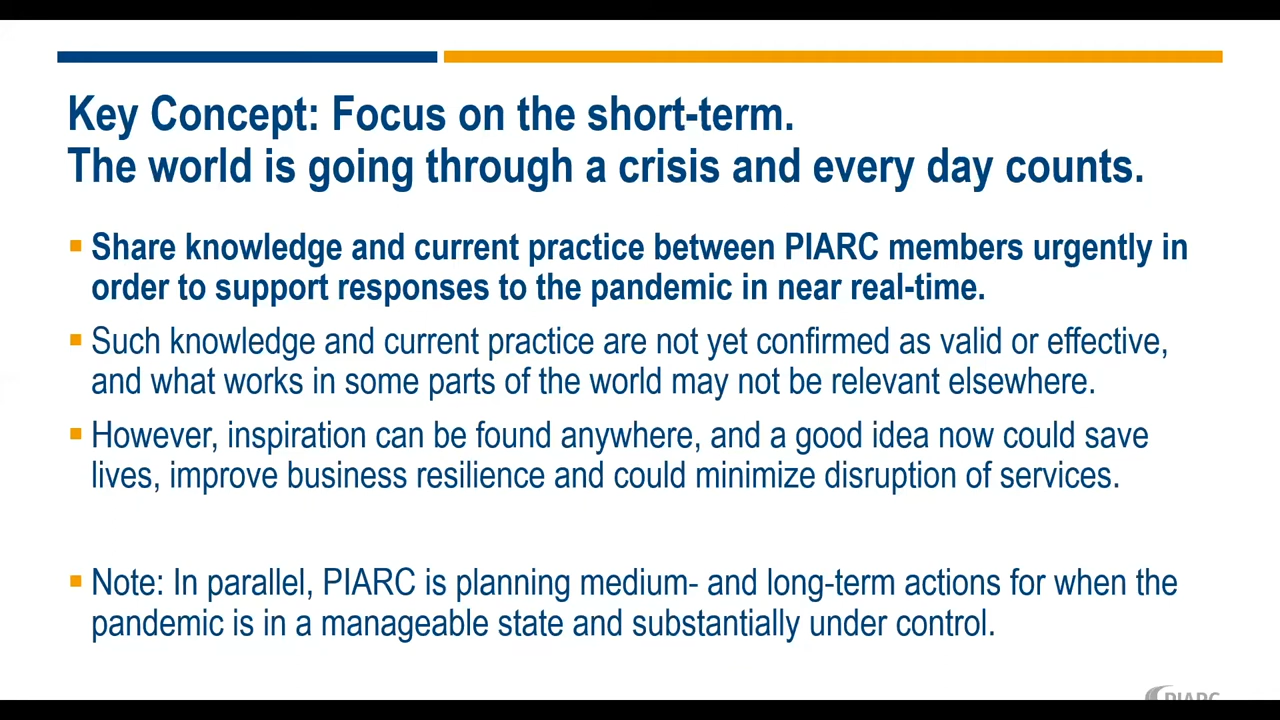 Key Concept: Focus on the short-term.
The world is going through a crisis and every day counts.
Share knowledge and current practice between PIARC members urgently in
order to support responses to the pandemic in near real-time.
Such knowledge and current practice are not yet confirmed as valid or effective,
and what works in some parts of the world may not be relevant elsewhere.
However, inspiration can be found anywhere, and a good idea now could save
lives, improve business resilience and could minimize disruption of services.
Note: In parallel, PIARC is planning medium- and long-term actions for when the
pandemic is in a manageable state and substantially under control.
PIARC